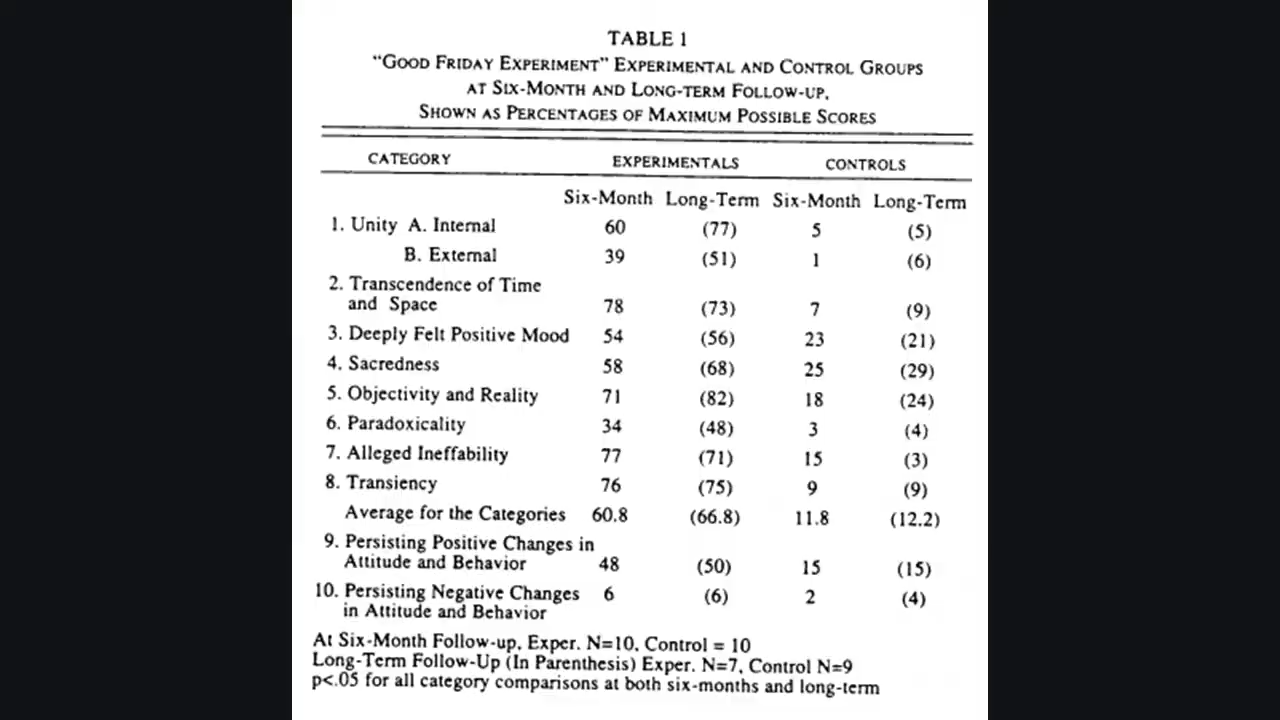 TABLE 1
"GOOD FRIDAY EXPERIMENT" EXPERIMENTAL AND CONTROL GROUPS
AT SIX-MONTH AND LONG-TERM FOLLOW-UP,
SHOWN AS PERCENTAGES OF MAXIMUM POSSIBLE SCORES
CATEGORY EXPERIMENTALS CONTROLS
Six-Month Long-Term Six-Month Long-Term
1. Unity A. Internal 60 (77) 5 (5)
B. External 39 (51) 1 (6)
2. Transcendence of Time
and Space 78 (73) 7 (9)
3. Deeply Felt Positive Mood 54 (56) 23 (21)
4. Sacredness 58 (68) 25 (29)
5. Objectivity and Reality 71 (82) 18 (24)
6. Paradoxicality 34 (48) 3 (4)
7. Alleged Ineffability 77 (71) 15 (3)
8. Transiency 76 (75) 9 (9)
Average for the Categories 60.8 (66.8) 11.8 (12.2)
9. Persisting Positive Changes in
Attitude and Behavior 48 (50) 15 (15)
10. Persisting Negative Changes 6 (6) 2 (4)
in Attitude and Behavior
At Six-Month Follow-up, Exper. N=10, Control = 10
Long-Term Follow-Up (In Parenthesis) Exper. N=7, Control N=9
p<.05 for all category comparisons at both six-months and long-term